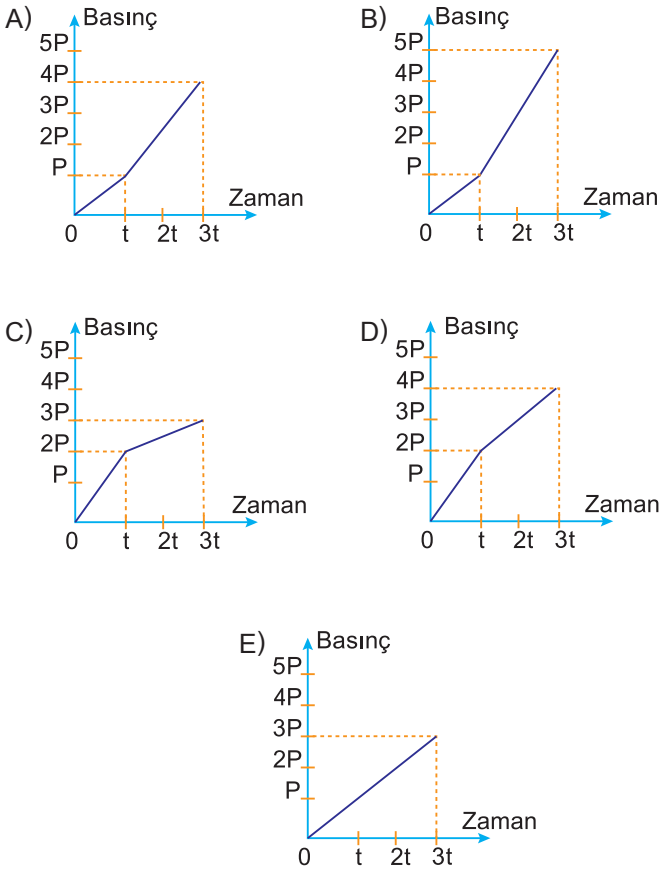 A)
Basınç
5P
4P
3P
2P
P
Zaman
0 t 2t 3t
B)
Basınç
5P
4P
3P
2P
P
Zaman
0 t 2t 3t
C)
Basınç
5P
4P
3P
2P
P
Zaman
0 t 2t 3t
D)
Basınç
5P
4P
3P
2P
P
Zaman
0 t 2t 3t
E)
Basınç
5P
4P
3P
2P
P
Zaman
0 t 2t 3t